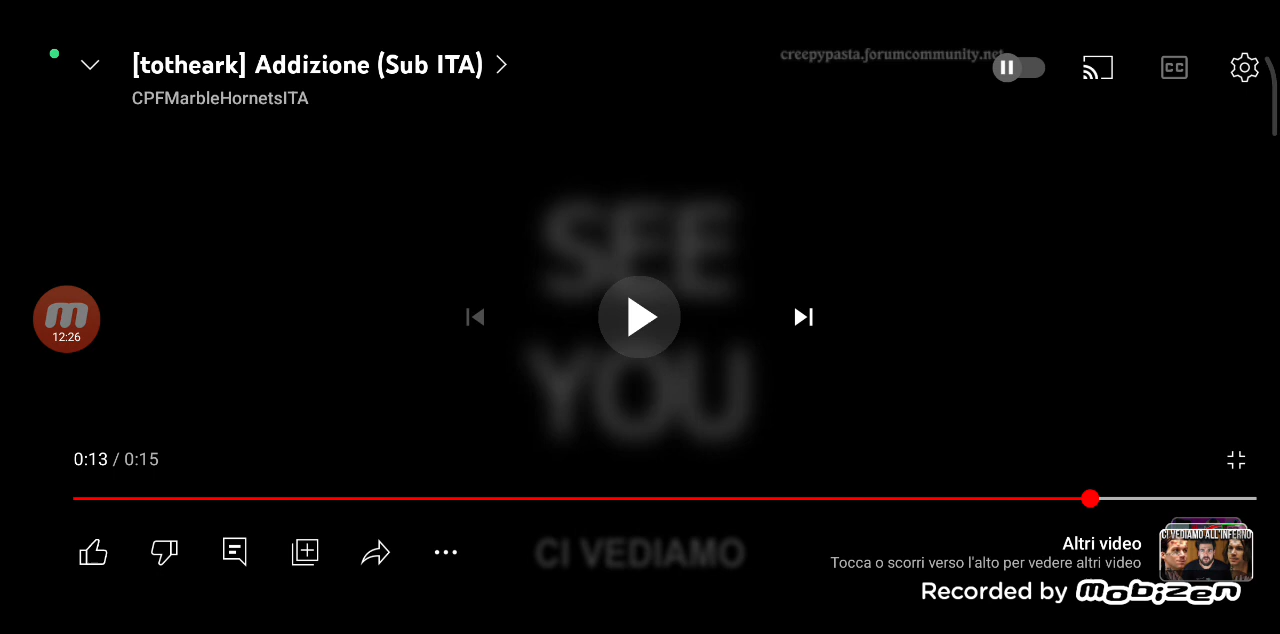 [totheark] Addizione (Sub ITA)
creepypasta.forumcommunity.net
CC
CPFMarbleHornetsITA
SEE
m
12:26
YOU
0:13 / 0:15
CI VEDIAMO
Altri video
CI VEDIAMO ALL'INFERNO
Tocca o scorri verso l'alto per vedere altri video
Recorded by mobizen